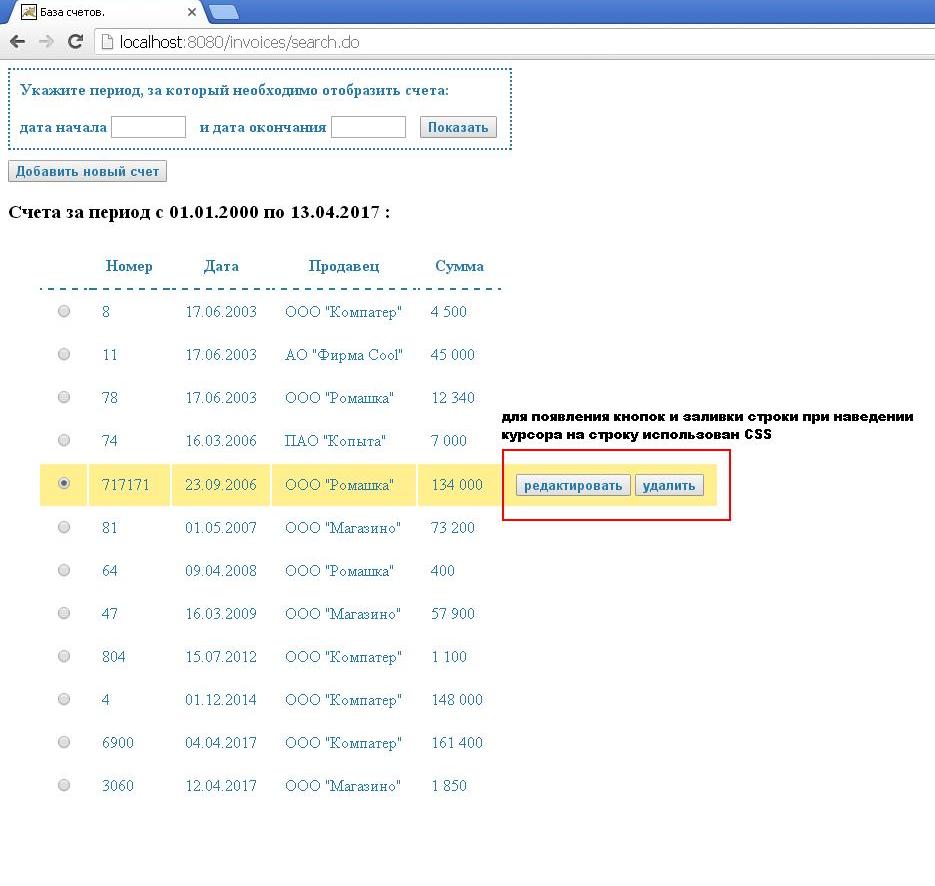 База счетов.
localhost:8080/invoices/search.do
Укажите период, за который необходимо отобразить счета:
дата начала и дата окончания Показать
Добавить новый счет
Счета за период с 01.01.2000 по 13.04.2017 :
Номер Дата Продавец Сумма
8 17.06.2003 ООО "Компатер" 4 500
11 17.06.2003 АО "Фирма Cool" 45 000
78 17.06.2003 ООО "Ромашка" 12 340
для появления кнопок и заливки строки при наведении
курсора на строку использован CSS
74 16.03.2006 ПАО "Копыта" 7 000
717171 23.09.2006 ООО "Ромашка" 134 000 редактировать удалить
81 01.05.2007 ООО "Магазино" 73 200
64 09.04.2008 ООО "Ромашка" 400
47 16.03.2009 ООО "Магазино" 57 900
804 15.07.2012 ООО "Компатер" 1 100
4 01.12.2014 ООО "Компатер" 148 000
6900 04.04.2017 ООО "Компатер" 161 400
3060 12.04.2017 ООО "Магазино" 1 850